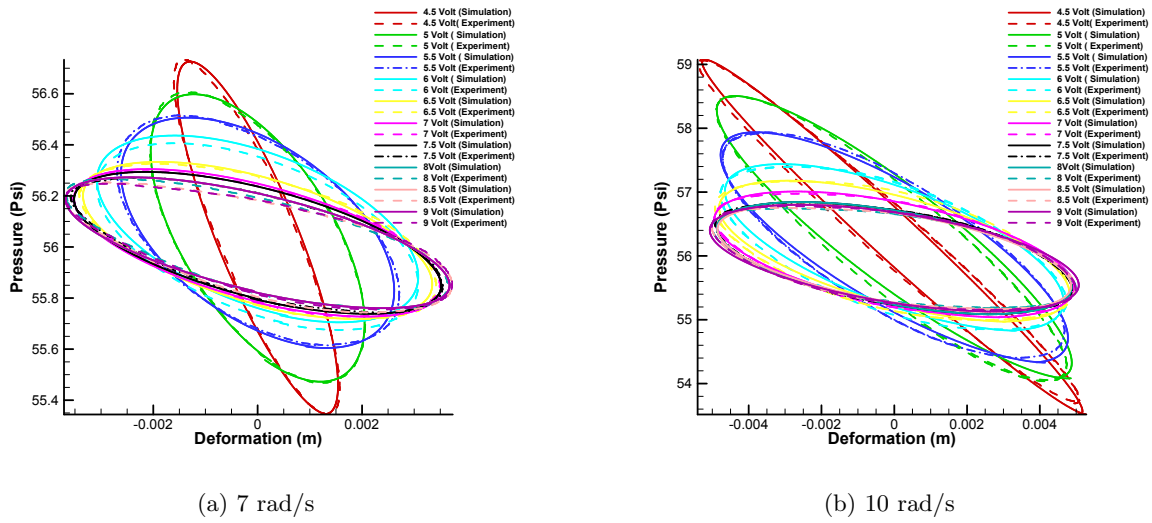 4.5 Volt (Simulation)
4.5 Volt( Experiment)
5 Volt ( Simulation)
5 Volt ( Experiment)
5.5 Volt ( Simulation)
5.5 Volt (Experiment)
6 Volt ( Simulation)
6 Volt ( Experiment)
6.5 Volt (Simulation)
6.5 Volt (Experiment)
7 Volt (Simulation)
7 Volt (Experiment)
7.5 Volt (Simulation)
7.5 Volt (Experiment)
8Volt (Simulation)
8 Volt (Experiment)
8.5 Volt (Simulation)
8.5 Volt (Experiment)
9 Volt (Simulation)
9 Volt (Experiment)
Pressure (Psi)
56.6
56.4
56.2
56
55.8
55.6
55.4
-0.002
0
0.002
Deformation (m)
(a) 7 rad/s
4.5 Volt (Simulation)
4.5 Volt( Experiment)
5 Volt ( Simulation)
5 Volt ( Experiment)
5.5 Volt ( Simulation)
5.5 Volt (Experiment)
6 Volt ( Simulation)
6 Volt ( Experiment)
6.5 Volt (Simulation)
6.5 Volt (Experiment)
7 Volt (Simulation)
7 Volt (Experiment)
7.5 Volt (Simulation)
7.5 Volt (Experiment)
8Volt (Simulation)
8 Volt (Experiment)
8.5 Volt (Simulation)
8.5 Volt (Experiment)
9 Volt (Simulation)
9 Volt (Experiment)
Pressure (Psi)
59
58
57
56
55
54
-0.004
-0.002
0
0.002
0.004
Deformation (m)
(b) 10 rad/s